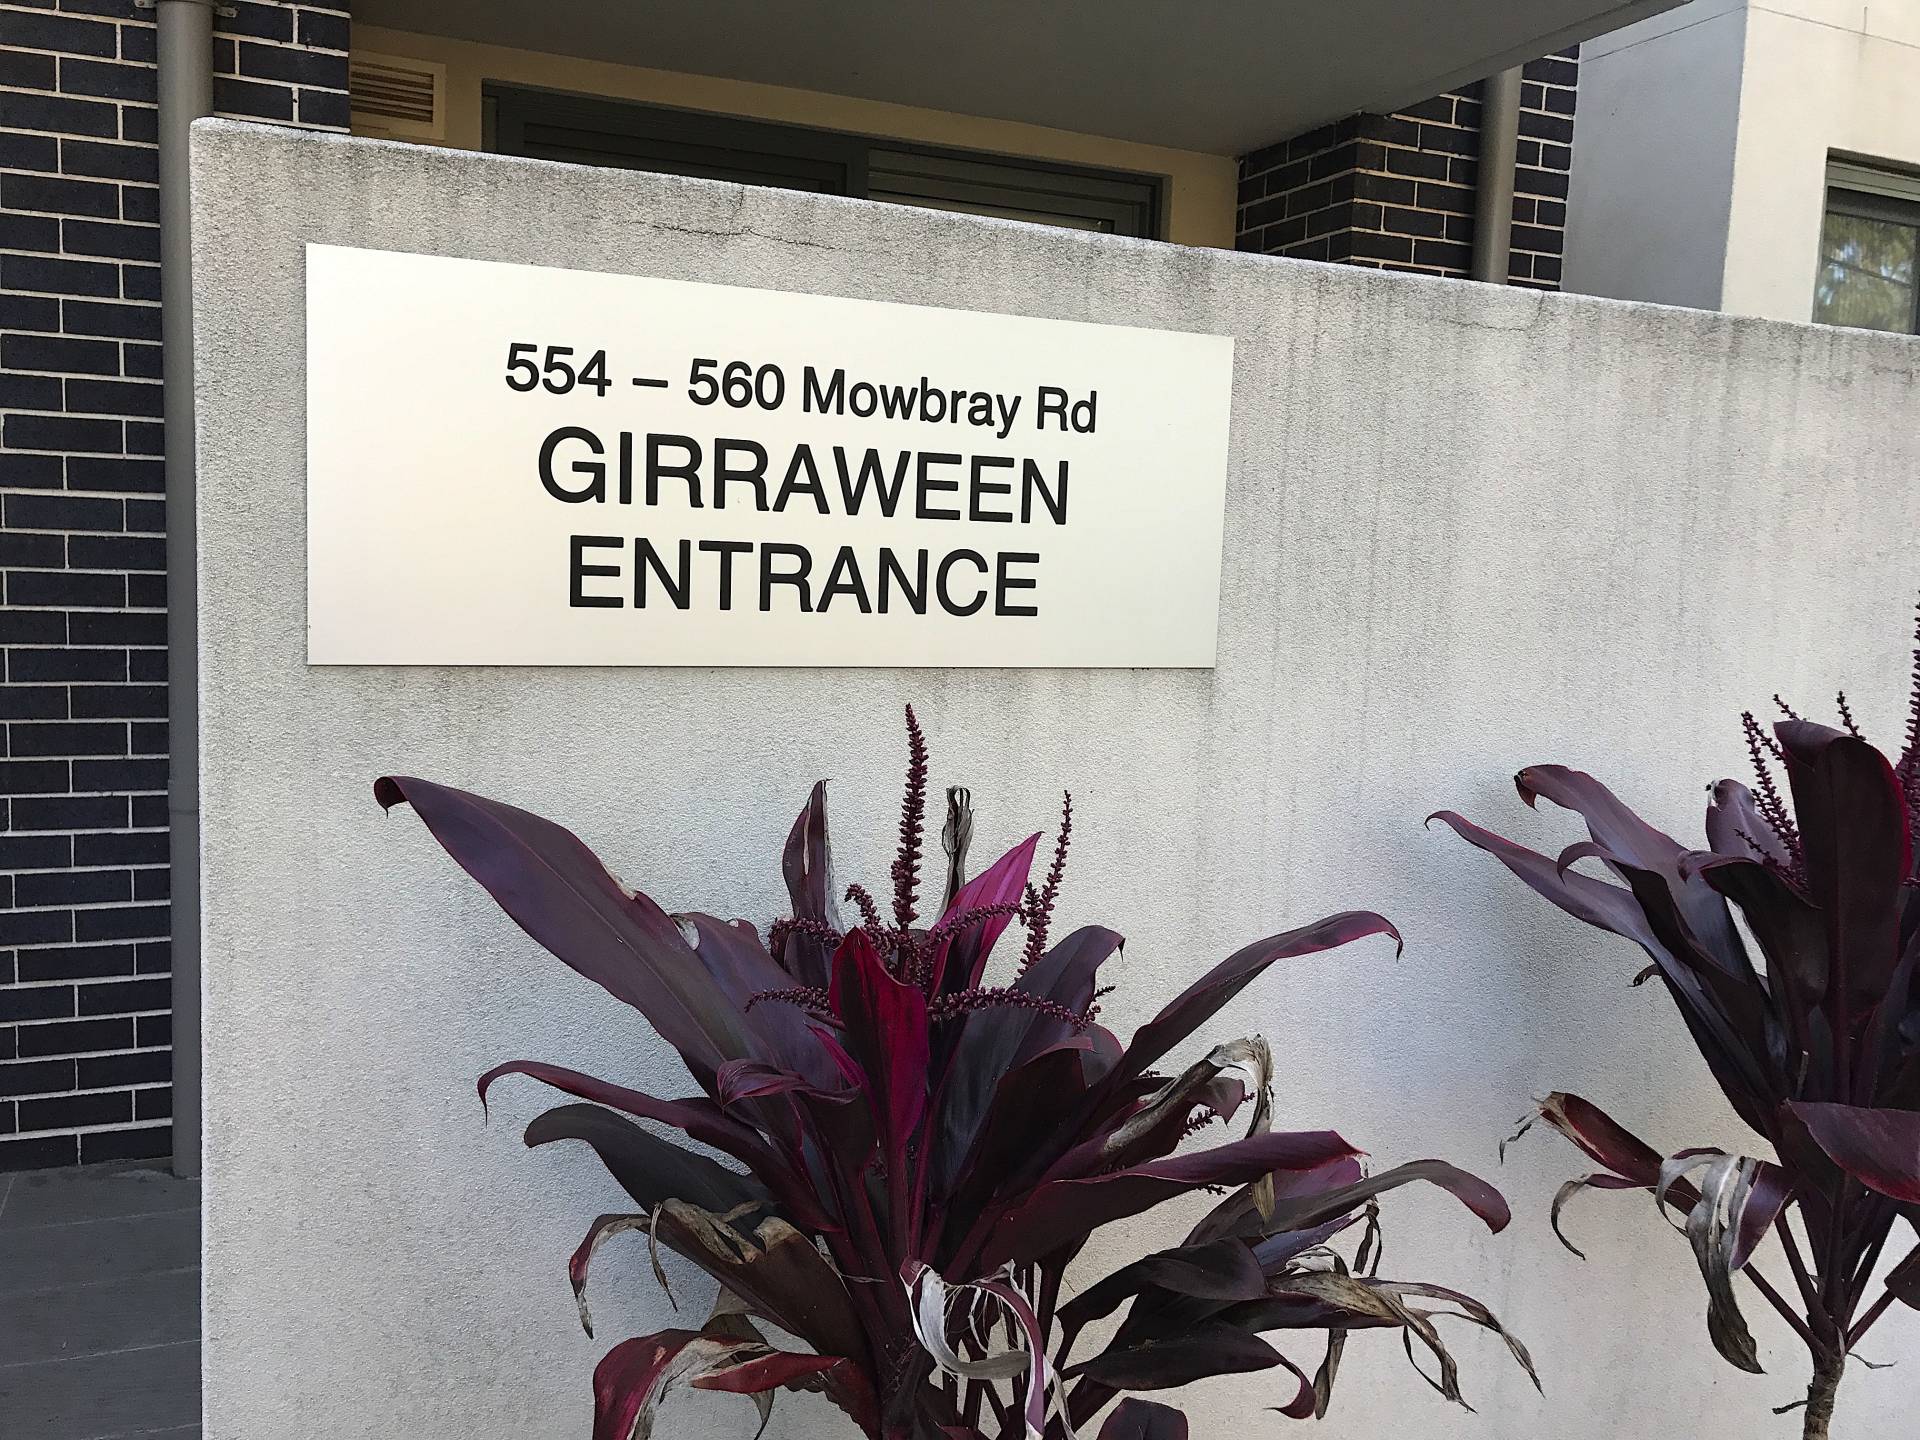 554 – 560 Mowbray Rd
GIRRAWEEN
ENTRANCE